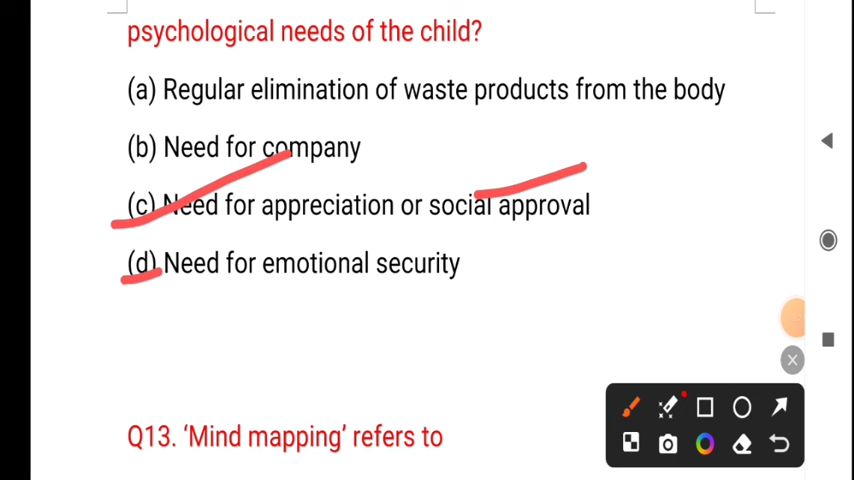 psychological needs of the child?
(a) Regular elimination of waste products from the body
(b) Need for company
(c) Need for appreciation or social approval
(d) Need for emotional security
Q13. ‘Mind mapping’ refers to